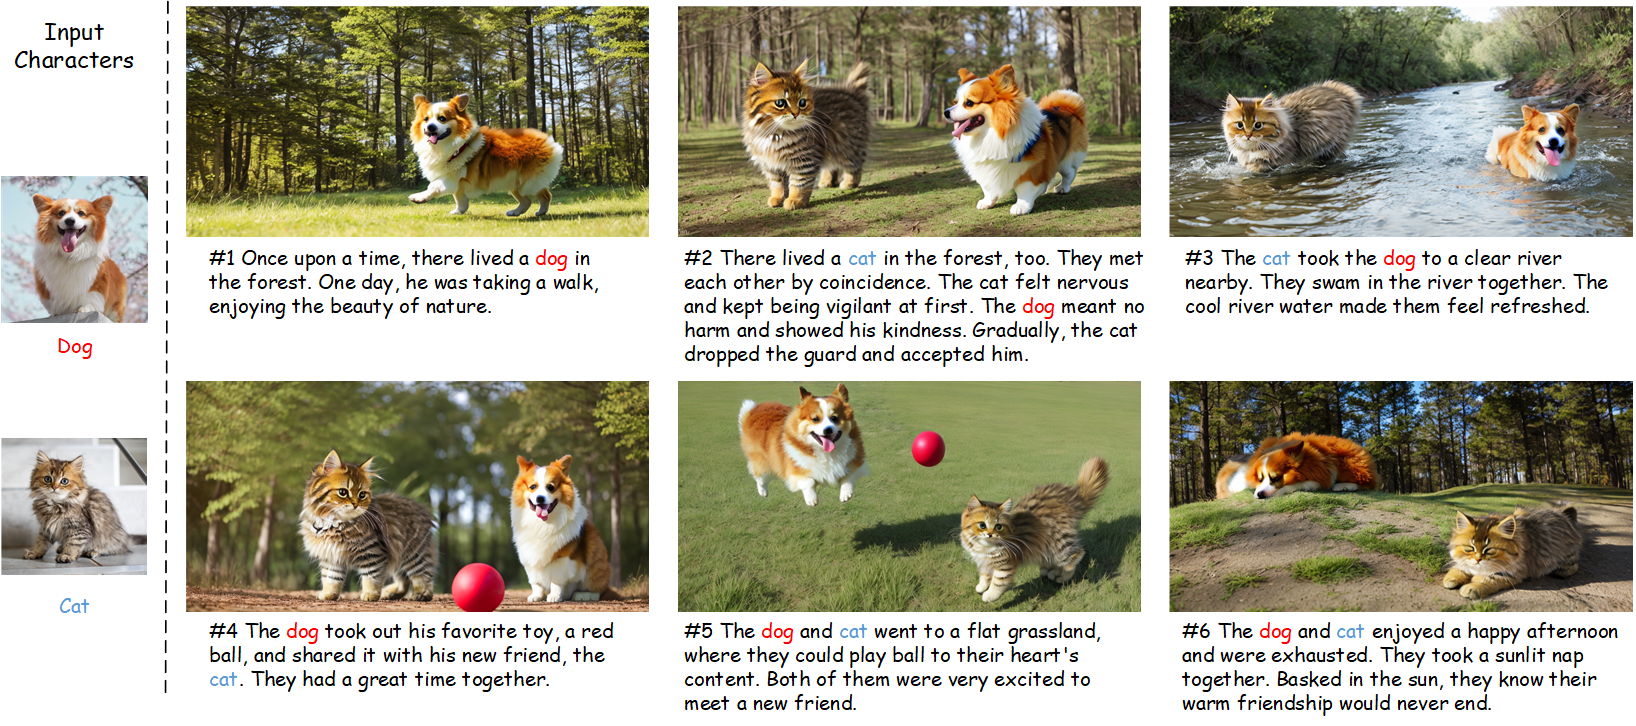 Input
Characters
Dog
Cat
#1 Once upon a time, there lived a dog in
the forest. One day, he was taking a walk,
enjoying the beauty of nature.
#2 There lived a cat in the forest, too. They met
each other by coincidence. The cat felt nervous
and kept being vigilant at first. The dog meant no
harm and showed his kindness. Gradually, the cat
dropped the guard and accepted him.
#3 The cat took the dog to a clear river
nearby. They swam in the river together. The
cool river water made them feel refreshed.
#4 The dog took out his favorite toy, a red
ball, and shared it with his new friend, the
cat. They had a great time together.
#5 The dog and cat went to a flat grassland,
where they could play ball to their heart's
content. Both of them were very excited to
meet a new friend.
#6 The dog and cat enjoyed a happy afternoon
and were exhausted. They took a sunlit nap
together. Basked in the sun, they know their
warm friendship would never end.